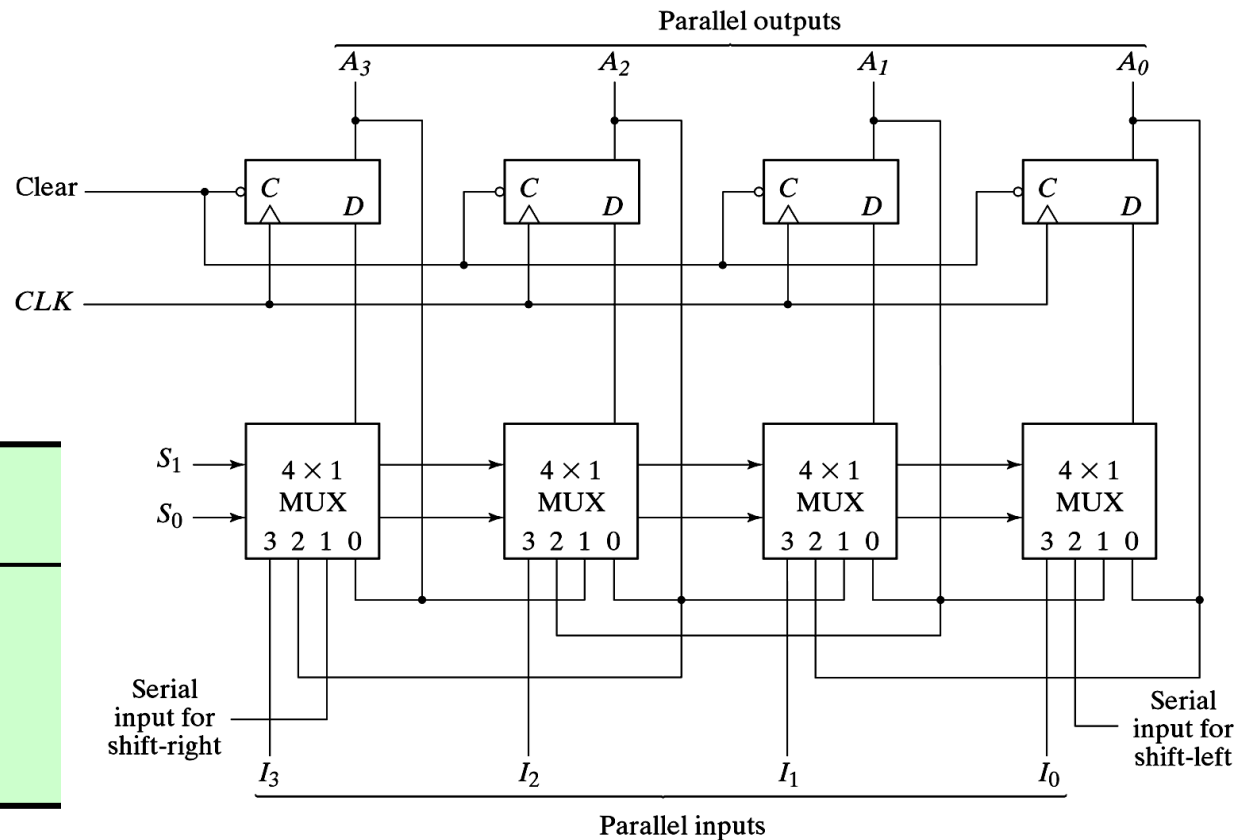 Parallel outputs
A₃ A₂ A₁ A₀
Clear
C D C D C D C D
CLK
S₁
S₀
4 × 1 MUX
4 × 1 MUX
4 × 1 MUX
4 × 1 MUX
3 2 1 0 3 2 1 0 3 2 1 0 3 2 1 0
Serial
input for
shift-right
Serial
input for
shift-left
I₃ I₂ I₁ I₀
Parallel inputs